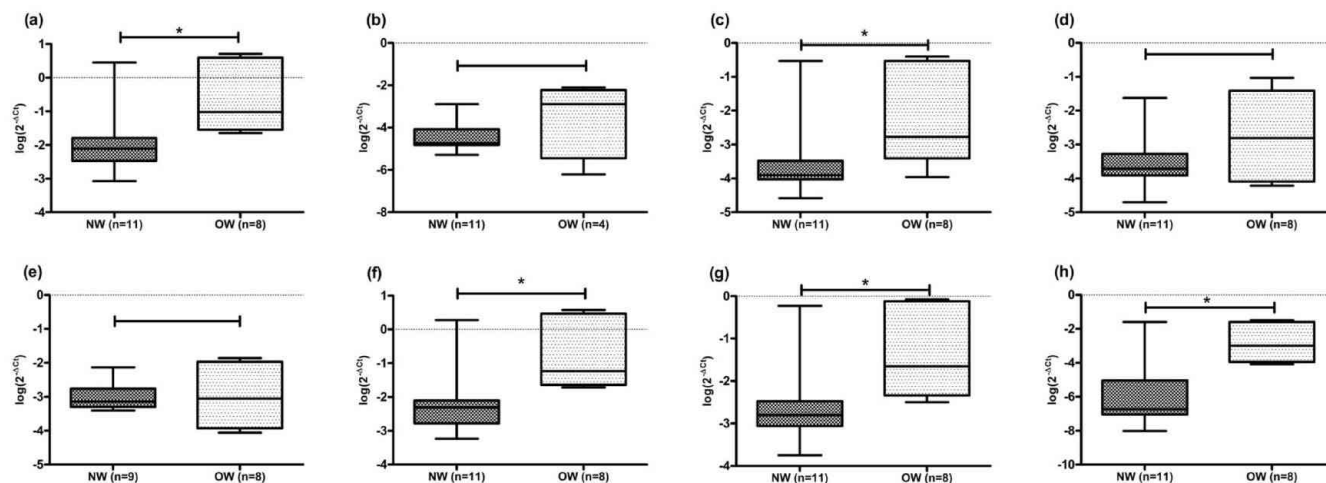 (a)
*
log(2^-ΔCt)
1
0
-1
-2
-3
-4
NW (n=11)
OW (n=8)
(b)
log(2^-ΔCt)
0
-2
-4
-6
-8
NW (n=11)
OW (n=4)
(c)
*
log(2^-ΔCt)
0
-1
-2
-3
-4
-5
NW (n=11)
OW (n=8)
(d)
log(2^-ΔCt)
0
-1
-2
-3
-4
-5
NW (n=11)
OW (n=8)
(e)
log(2^-ΔCt)
0
-1
-2
-3
-4
-5
NW (n=9)
OW (n=8)
(f)
*
log(2^-ΔCt)
1
0
-1
-2
-3
-4
NW (n=11)
OW (n=8)
(g)
*
log(2^-ΔCt)
0
-1
-2
-3
-4
NW (n=11)
OW (n=8)
(h)
*
log(2^-ΔCt)
0
-2
-4
-6
-8
-10
NW (n=11)
OW (n=8)